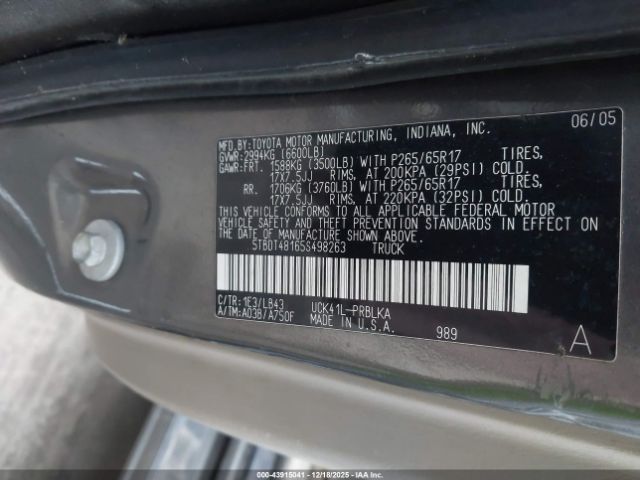 06/05
MFD.BY:TOYOTA MOTOR MANUFACTURING, INDIANA, INC.
GVWR:2994KG (6600LB)
GAWR:FRT. 1588KG (3500LB) WITH P265/65R17 TIRES,
17X7.5JJ RIMS, AT 200KPA (29PSI) COLD.
RR. 1706KG (3760LB) WITH P265/65R17 TIRES,
17X7.5JJ RIMS, AT 220KPA (32PSI) COLD.
THIS VEHICLE CONFORMS TO ALL APPLICABLE FEDERAL MOTOR
VEHICLE SAFETY, BUMPER, AND THEFT PREVENTION STANDARDS IN EFFECT
ON THE DATE OF MANUFACTURE SHOWN ABOVE.
5TBDT48165S498263 TRUCK
C/TR:1E3/LB43 UCK41L-PRBLKA
A/TM:A03B/A750F MADE IN U.S.A. 989 A
000-43915041 - 12/18/2025 - IAAI.COM